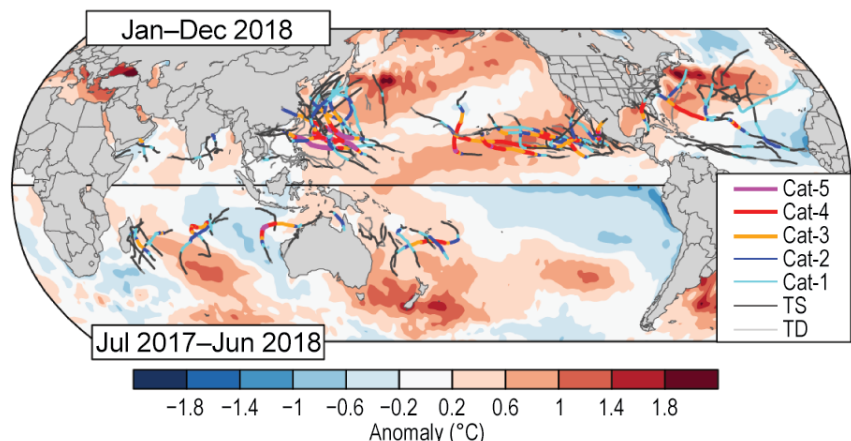 Jan–Dec 2018
Cat-5
Cat-4
Cat-3
Cat-2
Cat-1
TS
TD
Jul 2017–Jun 2018
−1.8 −1.4 −1 −0.6 −0.2 0.2 0.6 1 1.4 1.8
Anomaly (°C)